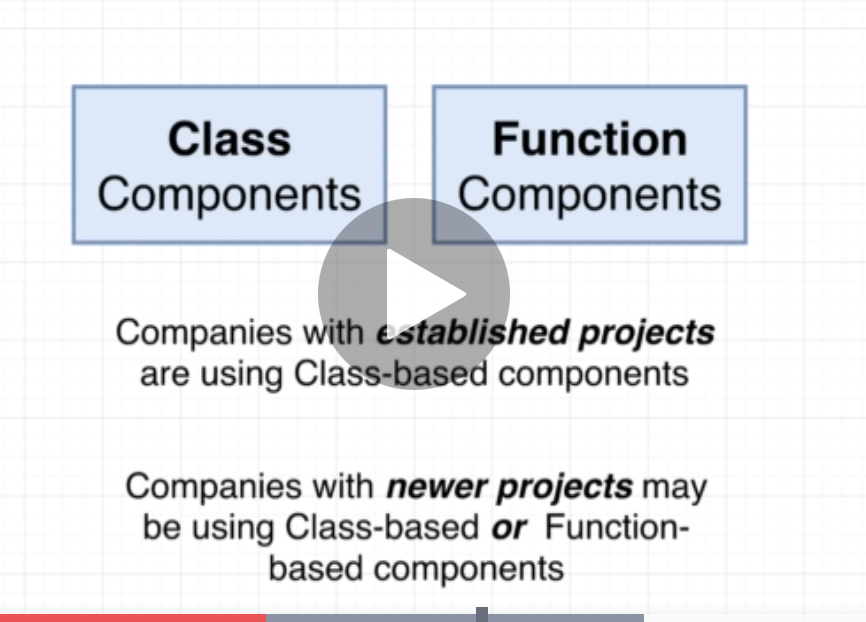 Class
Components
Function
Components
Companies with established projects
are using Class-based components
Companies with newer projects may
be using Class-based or Function-
based components